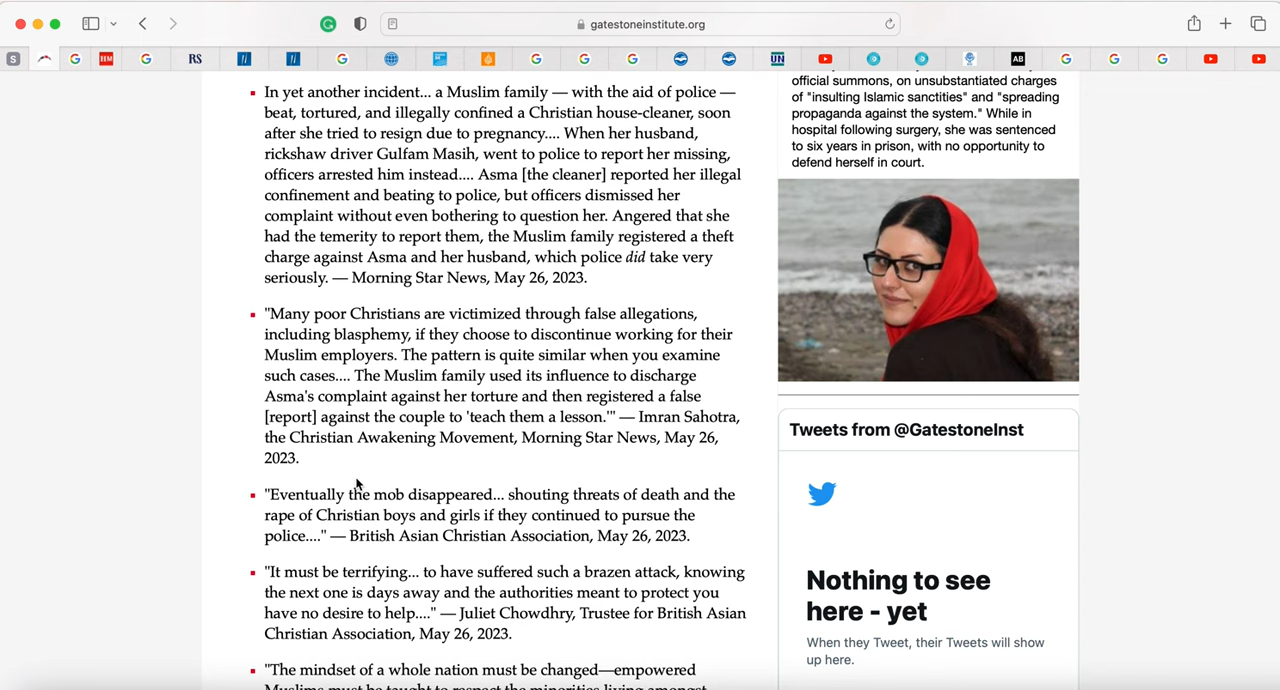 gatestoneinstitute.org
S
IHM
RS
UN
AB
In yet another incident... a Muslim family — with the aid of police —
beat, tortured, and illegally confined a Christian house-cleaner, soon
after she tried to resign due to pregnancy.... When her husband,
rickshaw driver Gulfam Masih, went to police to report her missing,
officers arrested him instead.... Asma [the cleaner] reported her illegal
confinement and beating to police, but officers dismissed her
complaint without even bothering to question her. Angered that she
had the temerity to report them, the Muslim family registered a theft
charge against Asma and her husband, which police did take very
seriously. — Morning Star News, May 26, 2023.
"Many poor Christians are victimized through false allegations,
including blasphemy, if they choose to discontinue working for their
Muslim employers. The pattern is quite similar when you examine
such cases.... The Muslim family used its influence to discharge
Asma's complaint against her torture and then registered a false
[report] against the couple to 'teach them a lesson.'" — Imran Sahotra,
the Christian Awakening Movement, Morning Star News, May 26,
2023.
"Eventually the mob disappeared... shouting threats of death and the
rape of Christian boys and girls if they continued to pursue the
police...." — British Asian Christian Association, May 26, 2023.
"It must be terrifying... to have suffered such a brazen attack, knowing
the next one is days away and the authorities meant to protect you
have no desire to help...." — Juliet Chowdhry, Trustee for British Asian
Christian Association, May 26, 2023.
"The mindset of a whole nation must be changed—empowered
Muslims must be taught to respect the minorities living amongst
official summons, on unsubstantiated charges
of "insulting Islamic sanctities" and "spreading
propaganda against the system." While in
hospital following surgery, she was sentenced
to six years in prison, with no opportunity to
defend herself in court.
Tweets from @GatestoneInst
Nothing to see
here - yet
When they Tweet, their Tweets will show
up here.